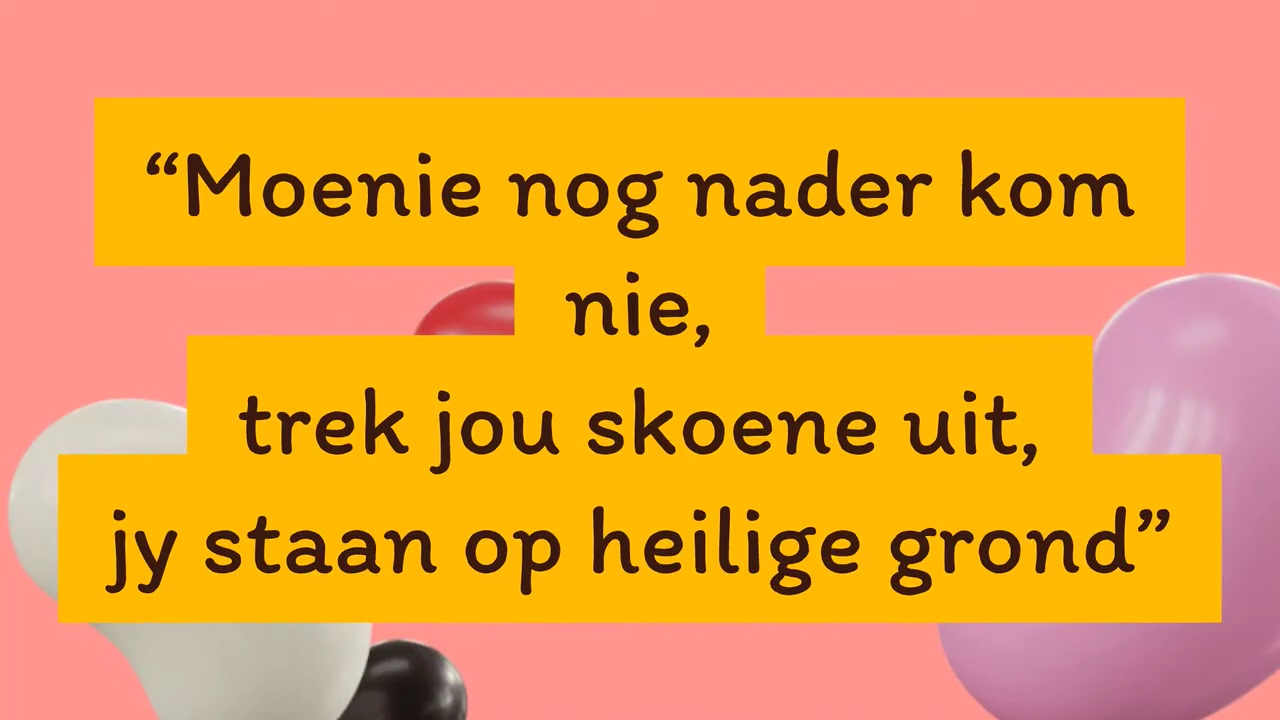 “Moenie nog nader kom
nie,
trek jou skoene uit,
jy staan op heilige grond”